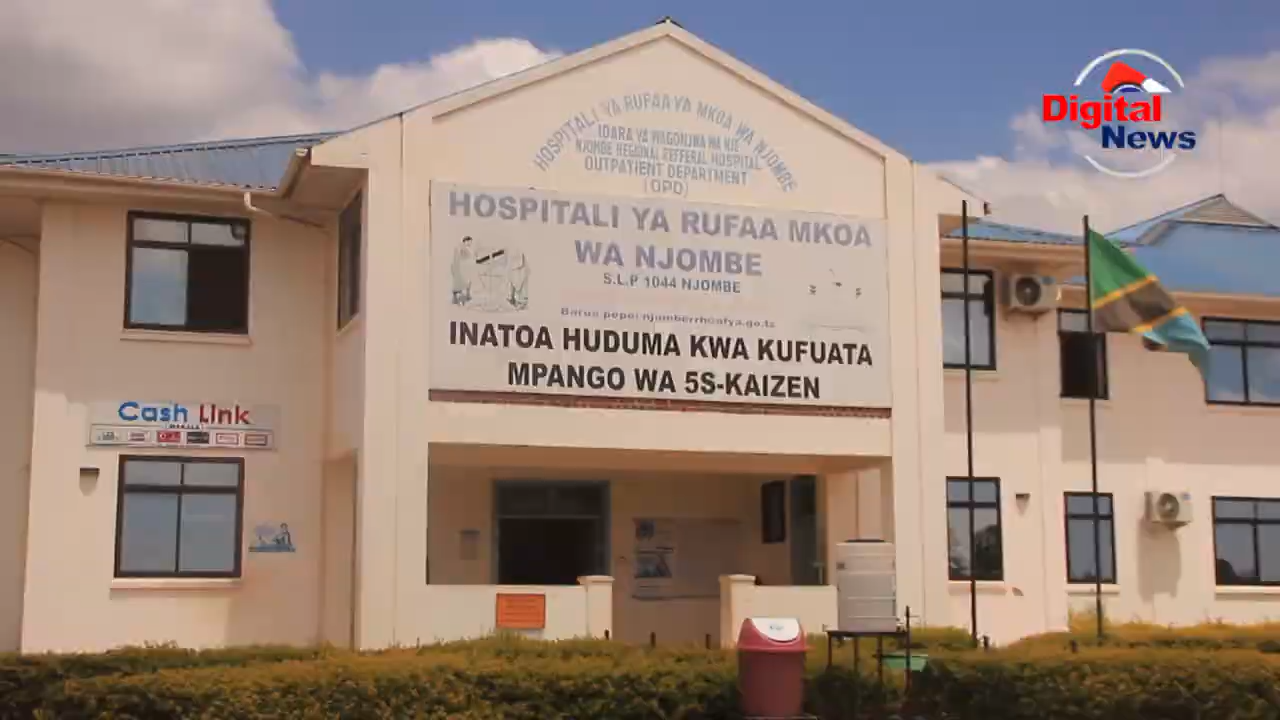 Digital
News
HOSPITALI YA RUFAA YA MKOA WA NJOMBE
IDARA YA WAGONJWA WA NJE
NJOMBE REGIONAL REFFERAL HOSPITAL
OUTPATIENT DEPARTMENT
(OPD)
HOSPITALI YA RUFAA MKOA
WA NJOMBE
S.L.P 1044 NJOMBE
INATOA HUDUMA KWA KUFUATA
MPANGO WA 5S-KAIZEN
Cash Link